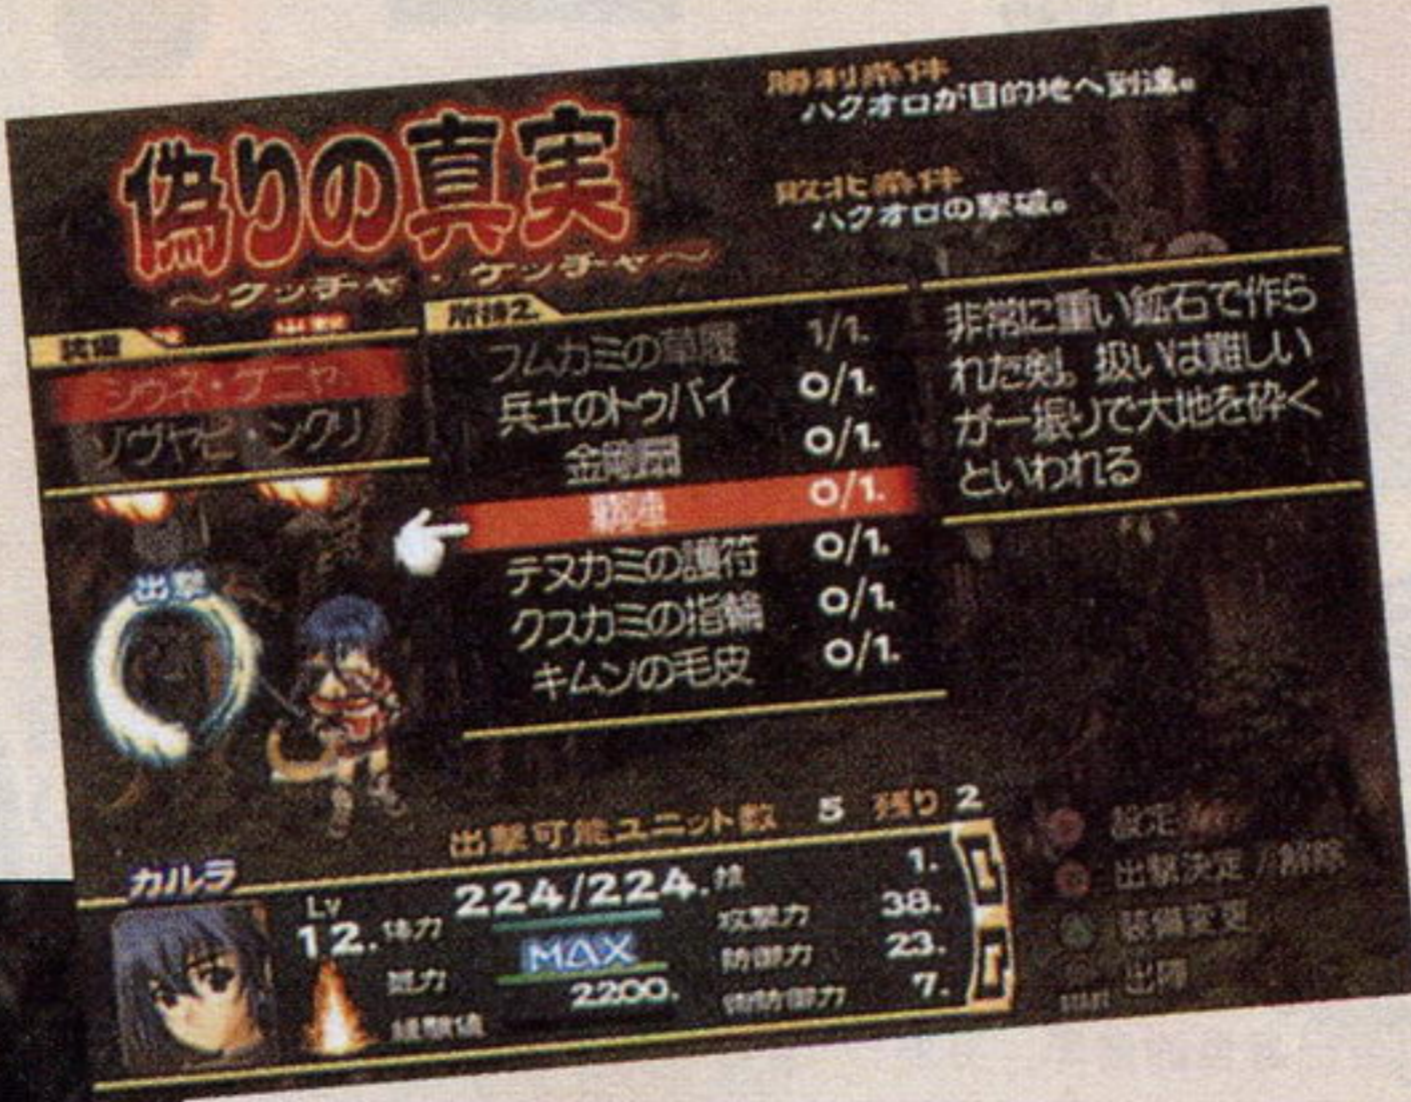 勝利条件
ハクオロが目的地へ到達。
敗北条件
ハクオロの撃破。
偽りの真実
～クッチャ・ケッチャ～
装備
所持2.
シウネ・ケニャ
フムカミの草履 1/1.
兵士のトゥバイ 0/1.
金剛扇 0/1.
0/1.
テヌカミの護符 0/1.
クスカミの指輪 0/1.
キムンの毛皮 0/1.
非常に重い鉱石で作ら
れた剣。扱いは難しい
が一振りで大地を砕く
といわれる
出撃
出撃可能ユニット数 5 残り 2
カルラ
Lv 12.
体力 224/224.
気力 MAX
経験値 2200.
技 1.
攻撃力 38.
防御力 23.
術防御力 7.
設定
出撃決定/解除
装備変更
START 出陣